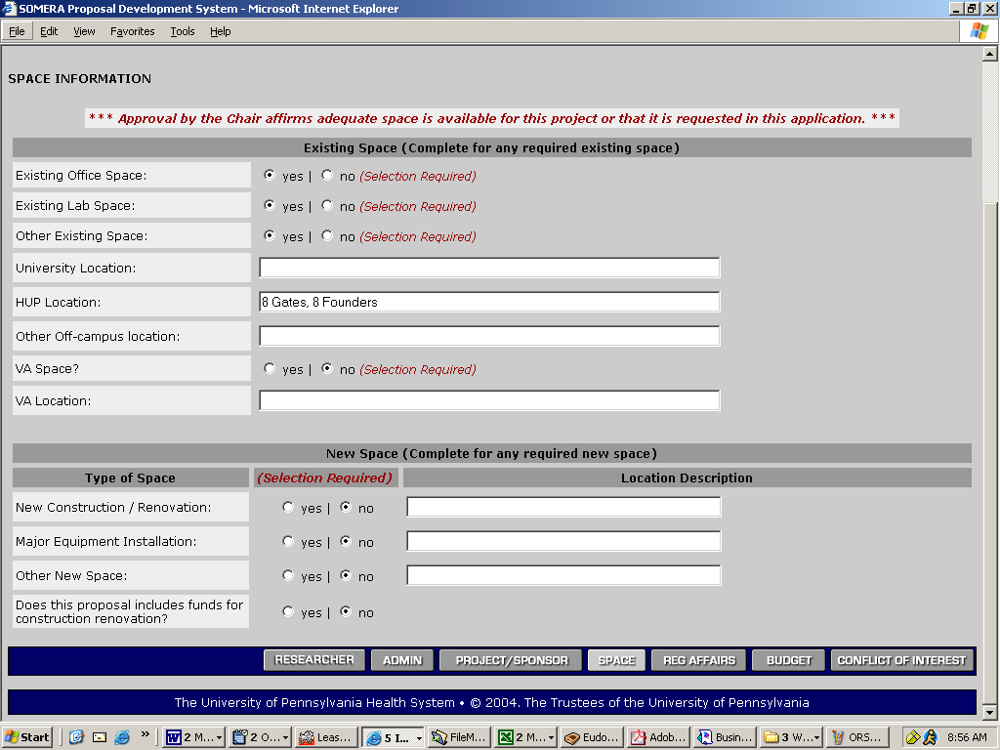 SOMERA Proposal Development System - Microsoft Internet Explorer
File Edit View Favorites Tools Help
SPACE INFORMATION
*** Approval by the Chair affirms adequate space is available for this project or that it is requested in this application. ***
Existing Space (Complete for any required existing space)
Existing Office Space: yes | no (Selection Required)
Existing Lab Space: yes | no (Selection Required)
Other Existing Space: yes | no (Selection Required)
University Location:
HUP Location: 8 Gates, 8 Founders
Other Off-campus location:
VA Space? yes | no (Selection Required)
VA Location:
New Space (Complete for any required new space)
Type of Space (Selection Required) Location Description
New Construction / Renovation: yes | no
Major Equipment Installation: yes | no
Other New Space: yes | no
Does this proposal includes funds for
construction renovation? yes | no
RESEARCHER ADMIN PROJECT/SPONSOR SPACE REG AFFAIRS BUDGET CONFLICT OF INTEREST
The University of Pennsylvania Health System • © 2004. The Trustees of the University of Pennsylvania
Start » 2 M... 2 O... Leas... 5 I... FileM... 2 M... Eudo... Adob... Busin... 3 W... ORS... 8:56 AM